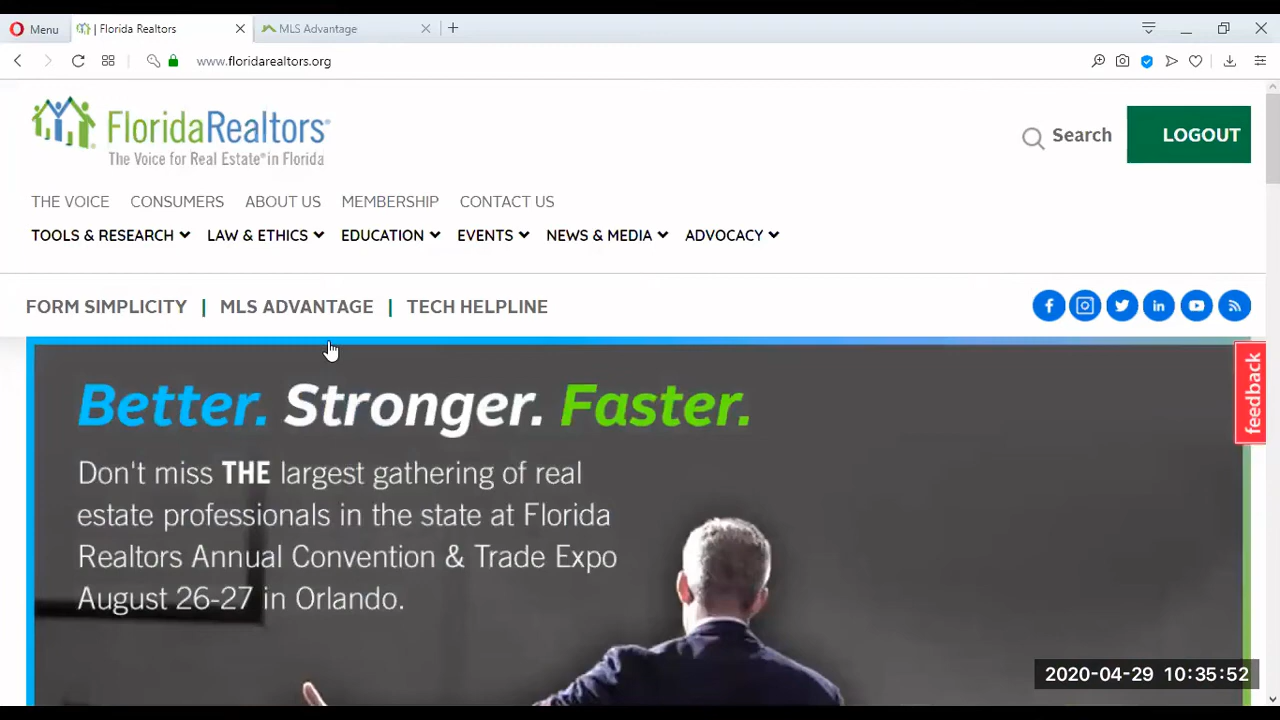 Menu
| Florida Realtors
MLS Advantage
www.floridarealtors.org
FloridaRealtors®
The Voice for Real Estate® in Florida
Search
LOGOUT
THE VOICE CONSUMERS ABOUT US MEMBERSHIP CONTACT US
TOOLS & RESEARCH LAW & ETHICS EDUCATION EVENTS NEWS & MEDIA ADVOCACY
FORM SIMPLICITY | MLS ADVANTAGE | TECH HELPLINE
feedback
Better. Stronger. Faster.
Don't miss THE largest gathering of real
estate professionals in the state at Florida
Realtors Annual Convention & Trade Expo
August 26-27 in Orlando.
2020-04-29 10:35:52